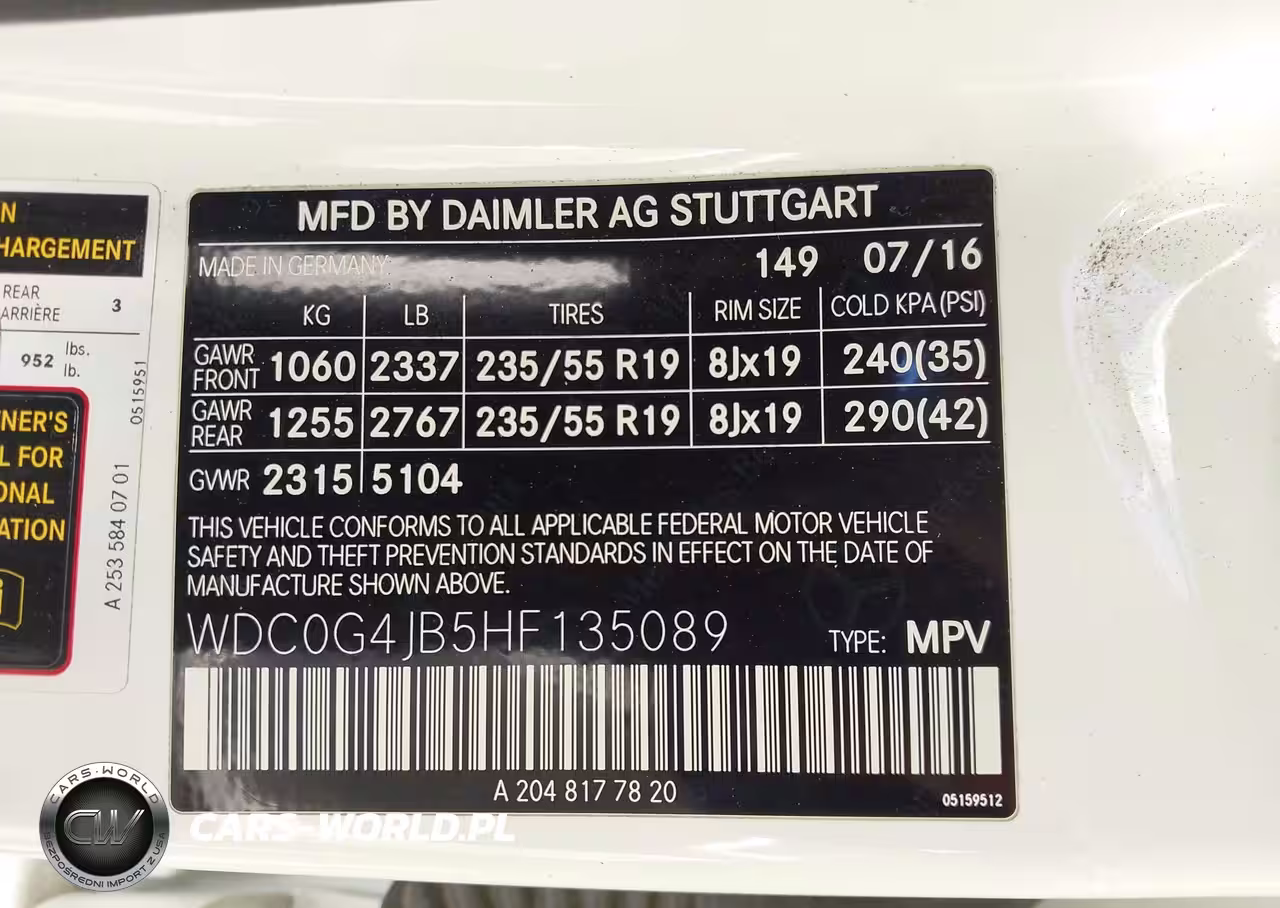 N
HARGEMENT
REAR
ARRIÈRE
3
952 lbs.
lb.
0515951
NER'S
L FOR
ONAL
ATION
A 253 584 07 01
MFD BY DAIMLER AG STUTTGART
MADE IN GERMANY 149 07/16
KG LB TIRES RIM SIZE COLD KPA(PSI)
GAWR FRONT 1060 2337 235/55 R19 8Jx19 240(35)
GAWR REAR 1255 2767 235/55 R19 8Jx19 290(42)
GVWR 2315 5104
THIS VEHICLE CONFORMS TO ALL APPLICABLE FEDERAL MOTOR VEHICLE
SAFETY AND THEFT PREVENTION STANDARDS IN EFFECT ON THE DATE OF
MANUFACTURE SHOWN ABOVE.
WDC0G4JB5HF135089 TYPE: MPV
A 204 817 78 20
05159512
CARS-WORLD
CW
BEZPOŚREDNI IMPORT Z USA
CARS-WORLD.PL